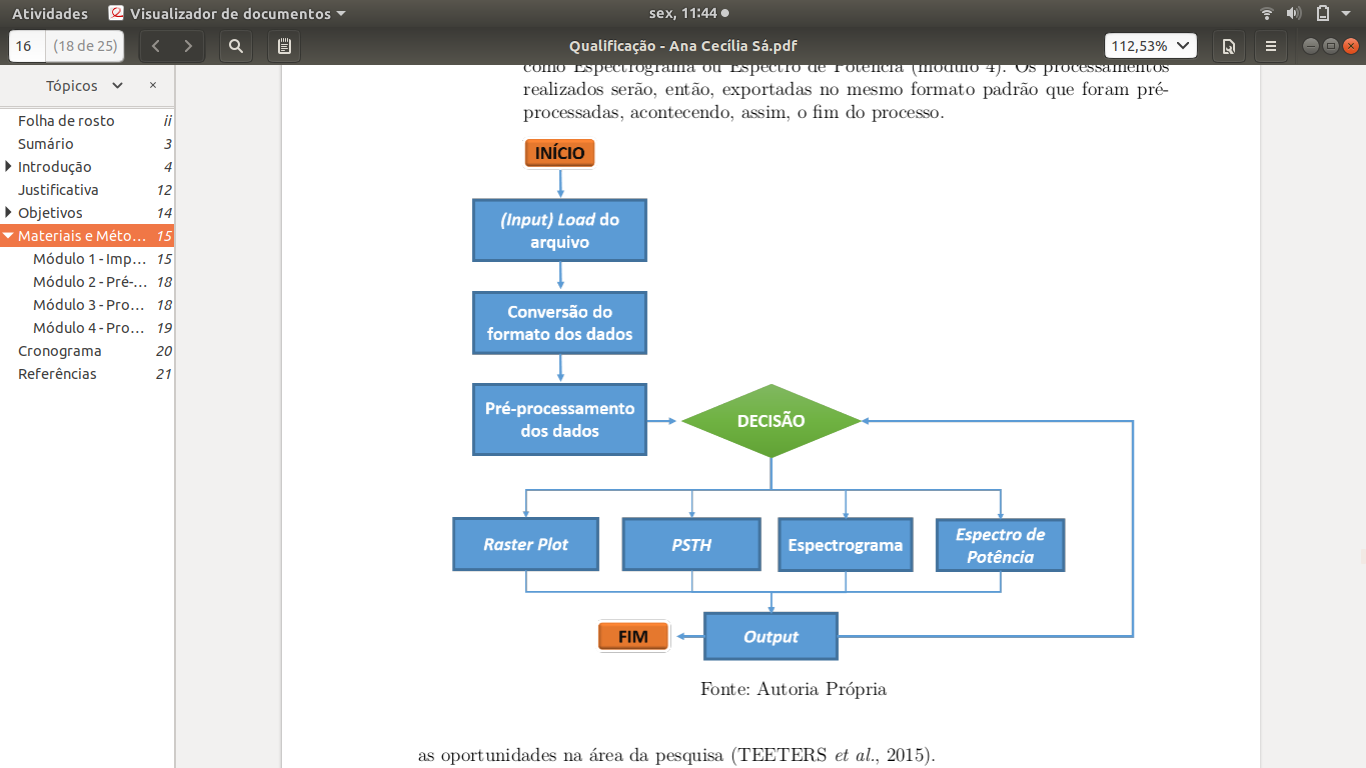 Atividades
Visualizador de documentos
sex, 11:44
16
(18 de 25)
Qualificação - Ana Cecília Sá.pdf
112,53%
Tópicos
×
Folha de rosto ii
Sumário 3
Introdução 4
Justificativa 12
Objetivos 14
Materiais e Méto... 15
Módulo 1 - Imp... 15
Módulo 2 - Pré-... 18
Módulo 3 - Pro... 18
Módulo 4 - Pro... 19
Cronograma 20
Referências 21
como Espectrograma ou Espectro de Potência (módulo 4). Os processamentos
realizados serão, então, exportadas no mesmo formato padrão que foram pré-
processadas, acontecendo, assim, o fim do processo.
INÍCIO
(Input) Load do
arquivo
Conversão do
formato dos dados
Pré-processamento
dos dados
DECISÃO
Raster Plot
PSTH
Espectrograma
Espectro de
Potência
FIM
Output
Fonte: Autoria Própria
as oportunidades na área da pesquisa (TEETERS et al., 2015).